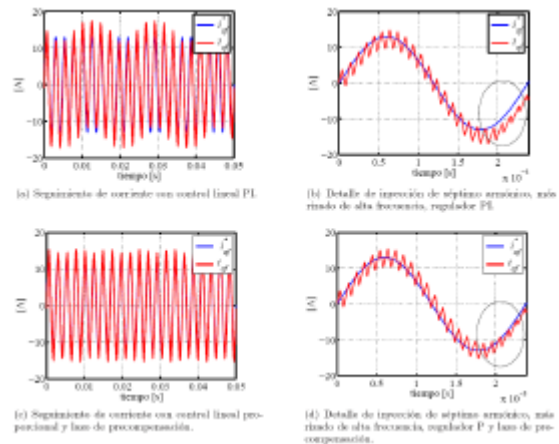 20
10
0
-10
-20
[A]
0 0.01 0.02 0.03 0.04 0.05
tiempo [s]
(a) Seguimiento de corriente con control lineal PI.
20
10
0
-10
-20
[A]
0 0.5 1 1.5 2
tiempo [s]
(b) Detalle de inyección de séptimo armónico, más
rizado de alta frecuencia, regulador PI.
20
10
0
-10
-20
[A]
0 0.01 0.02 0.03 0.04 0.05
tiempo [s]
(c) Seguimiento de corriente con control lineal pro-
porcional y lazo de precompensación.
20
10
0
-10
-20
[A]
0 0.5 1 1.5 2
tiempo [s]
(d) Detalle de inyección de séptimo armónico, más
rizado de alta frecuencia, regulador P y lazo de pre-
compensación.